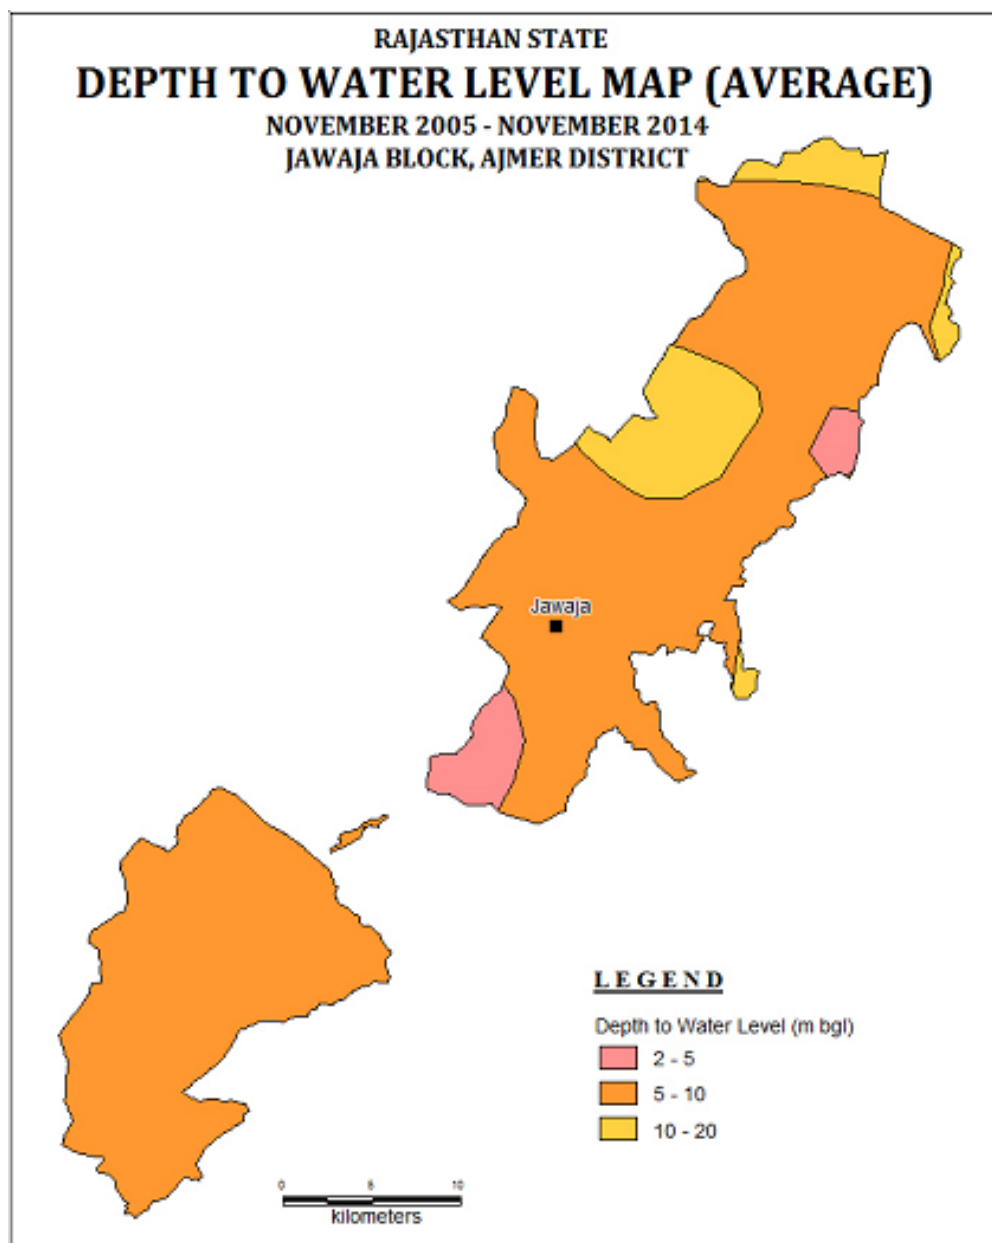 RAJASTHAN STATE
DEPTH TO WATER LEVEL MAP (AVERAGE)
NOVEMBER 2005 - NOVEMBER 2014
JAWAJA BLOCK, AJMER DISTRICT
Jawaja
LEGEND
Depth to Water Level (m bgl)
2 - 5
5 - 10
10 - 20
0 5 10
kilometers